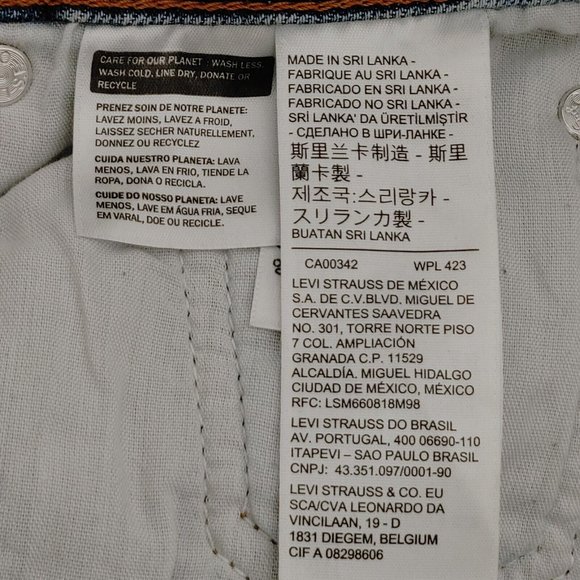 CARE FOR OUR PLANET : WASH LESS,
WASH COLD, LINE DRY, DONATE OR
RECYCLE
PRENEZ SOIN DE NOTRE PLANETE:
LAVEZ MOINS, LAVEZ A FROID,
LAISSEZ SECHER NATURELLEMENT,
DONNEZ OU RECYCLEZ
CUIDA NUESTRO PLANETA: LAVA
MENOS, LAVA EN FRIO, TIENDE LA
ROPA, DONA O RECICLA.
CUIDE DO NOSSO PLANETA: LAVE
MENOS, LAVE EM ÁGUA FRIA, SEQUE
EM VARAL, DOE OU RECICLE.
MADE IN SRI LANKA -
FABRIQUE AU SRI LANKA -
FABRICADO EN SRI LANKA -
FABRICADO NO SRI LANKA -
SRİ LANKA' DA ÜRETİLMİŞTİR
- СДЕЛАНО В ШРИ-ЛАНКЕ -
斯里兰卡制造 - 斯里
蘭卡製 -
제조국:스리랑카 -
スリランカ製 -
BUATAN SRI LANKA
CA00342 WPL 423
LEVI STRAUSS DE MÉXICO
S.A. DE C.V.BLVD. MIGUEL DE
CERVANTES SAAVEDRA
NO. 301, TORRE NORTE PISO
7 COL. AMPLIACIÓN
GRANADA C.P. 11529
ALCALDÍA. MIGUEL HIDALGO
CIUDAD DE MÉXICO, MÉXICO
RFC: LSM660818M98
LEVI STRAUSS DO BRASIL
AV. PORTUGAL, 400 06690-110
ITAPEVI – SAO PAULO BRASIL
CNPJ: 43.351.097/0001-90
LEVI STRAUSS & CO. EU
SCA/CVA LEONARDO DA
VINCILAAN, 19 - D
1831 DIEGEM, BELGIUM
CIF A 08298606